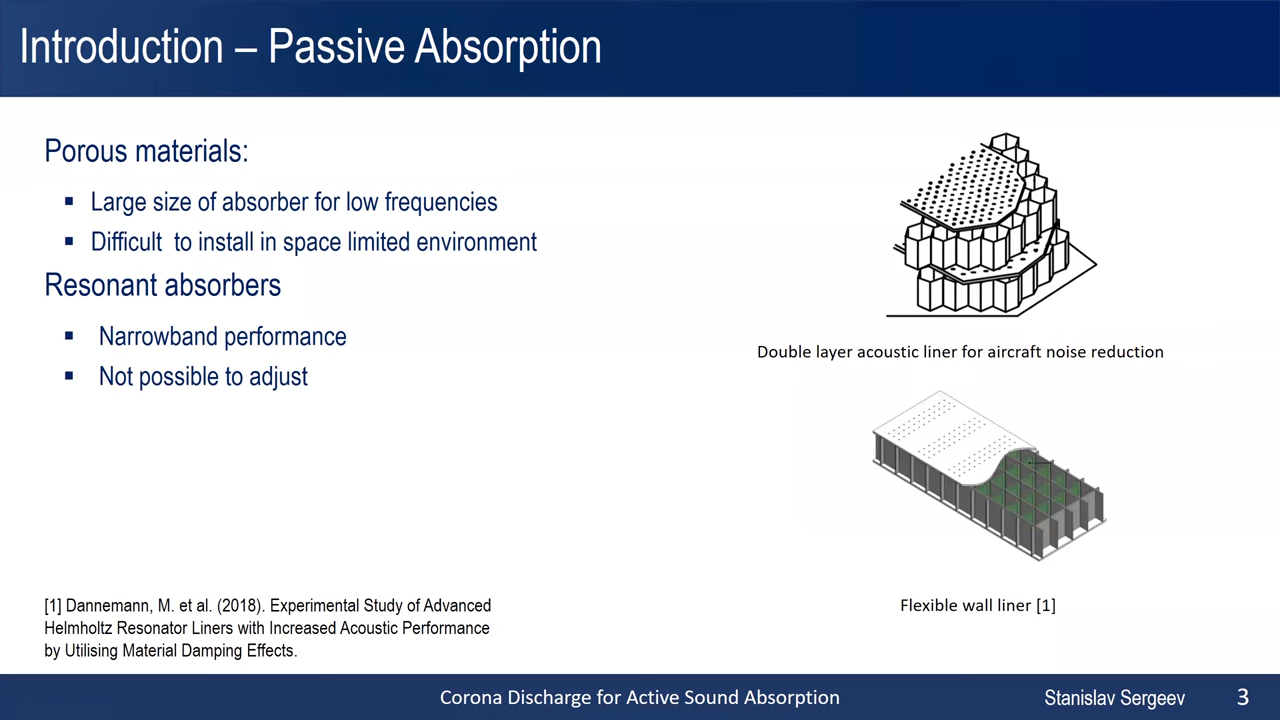 Introduction – Passive Absorption
Porous materials:
▪ Large size of absorber for low frequencies
▪ Difficult to install in space limited environment
Resonant absorbers
▪ Narrowband performance
▪ Not possible to adjust
Double layer acoustic liner for aircraft noise reduction
Flexible wall liner [1]
[1] Dannemann, M. et al. (2018). Experimental Study of Advanced
Helmholtz Resonator Liners with Increased Acoustic Performance
by Utilising Material Damping Effects.
Corona Discharge for Active Sound Absorption
Stanislav Sergeev
3